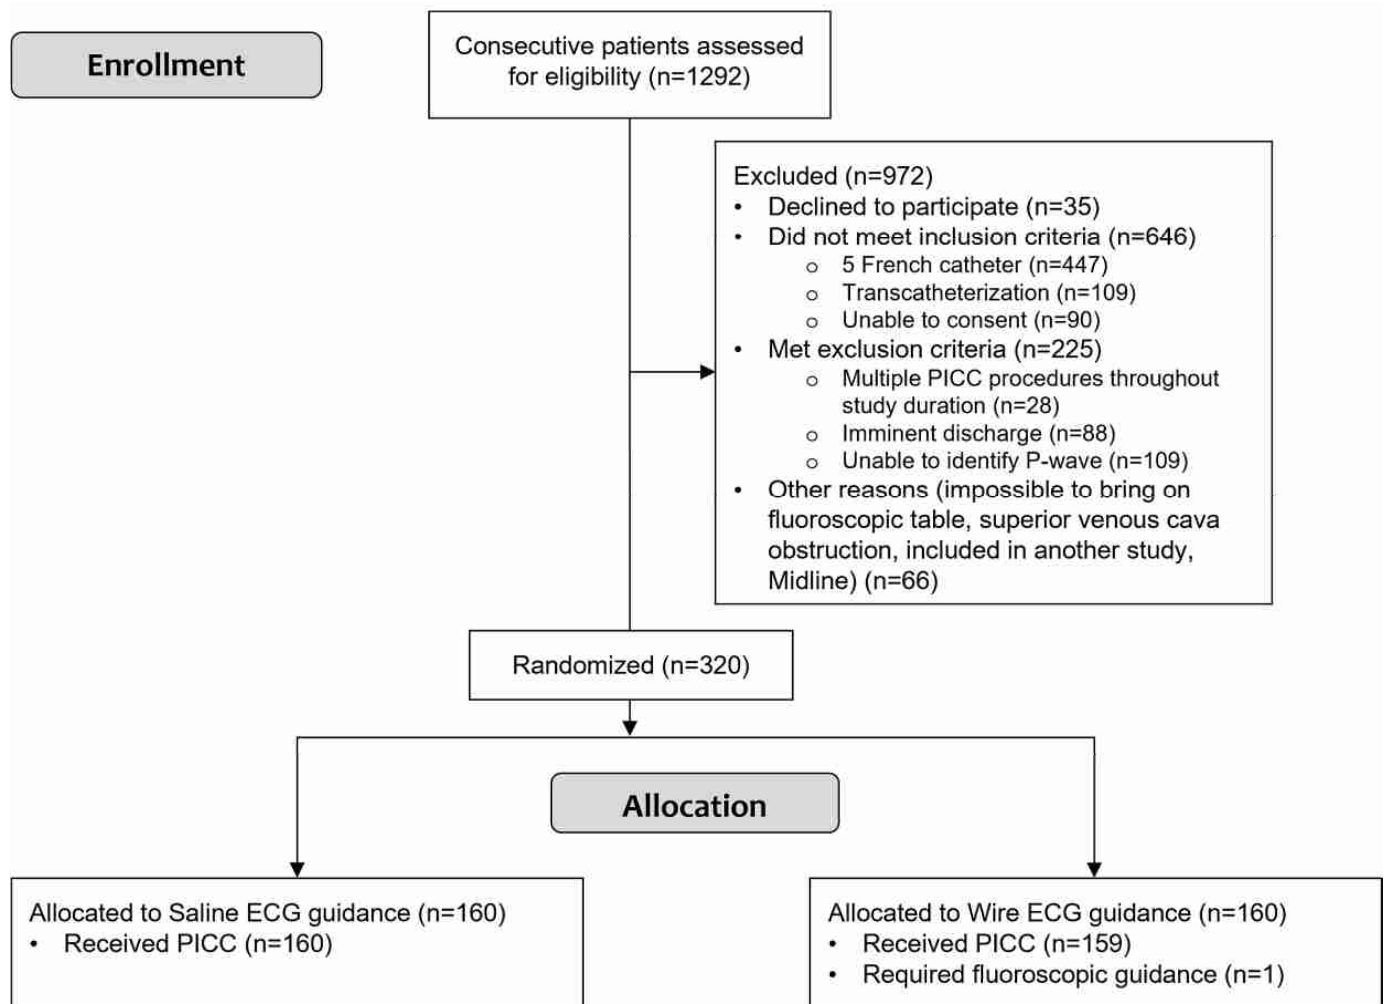 Enrollment
Consecutive patients assessed
for eligibility (n=1292)
Excluded (n=972)
• Declined to participate (n=35)
• Did not meet inclusion criteria (n=646)
o 5 French catheter (n=447)
o Transcatheterization (n=109)
o Unable to consent (n=90)
• Met exclusion criteria (n=225)
o Multiple PICC procedures throughout
study duration (n=28)
o Imminent discharge (n=88)
o Unable to identify P-wave (n=109)
• Other reasons (impossible to bring on
fluoroscopic table, superior venous cava
obstruction, included in another study,
Midline) (n=66)
Randomized (n=320)
Allocation
Allocated to Saline ECG guidance (n=160)
• Received PICC (n=160)
Allocated to Wire ECG guidance (n=160)
• Received PICC (n=159)
• Required fluoroscopic guidance (n=1)